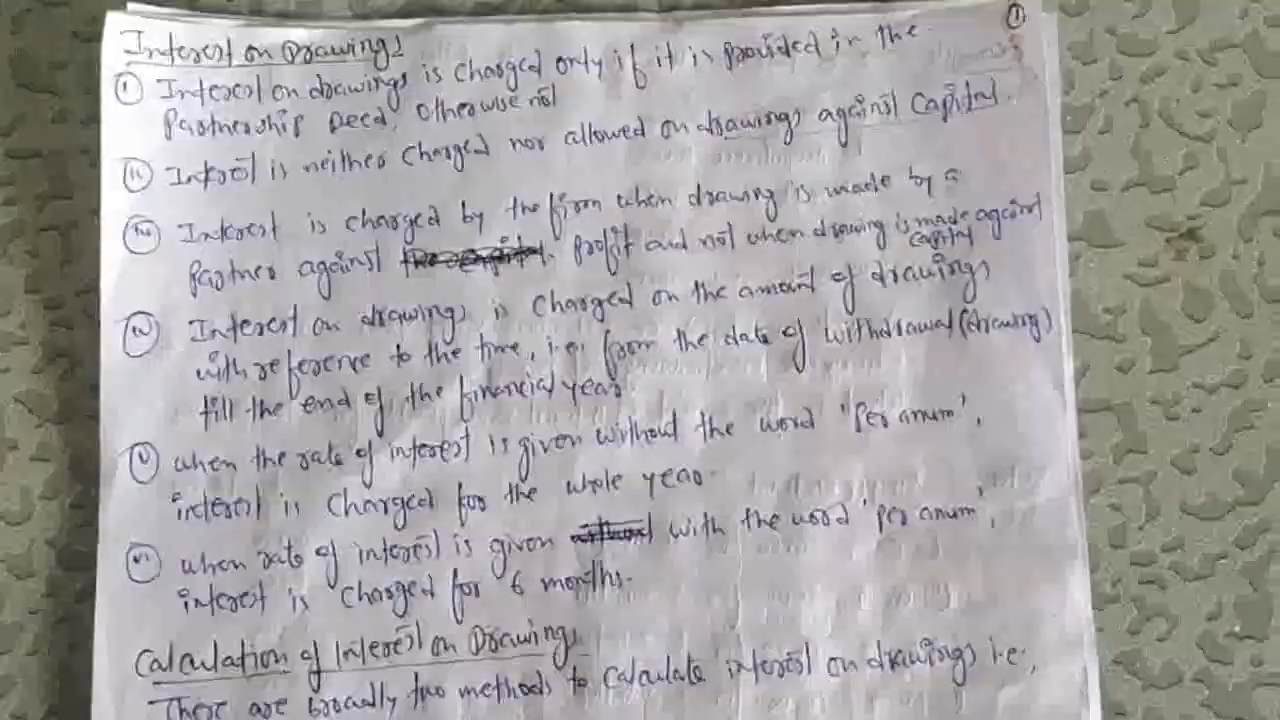 ①
Interest on Drawings
① Interest on drawings is charged only if it is provided in the
Partnership Deed, otherwise not
(ii) Interest is neither charged nor allowed on drawings against Capital.
(iii) Interest is charged by the firm when drawing is made by a
Partner against profit and not when drawing is made against
capital
(iv) Interest on drawings is charged on the amount of drawings
with reference to the time, i.e. from the date of withdrawal (drawing)
till the end of the financial year.
(v) when the rate of interest is given without the word 'Per anum',
interest is charged for the whole year.
(vi) when rate of interest is given with the word 'per anum',
interest is charged for 6 months.
Calculation of Interest on Drawings
There are broadly two methods to calculate interest on drawings i.e.,